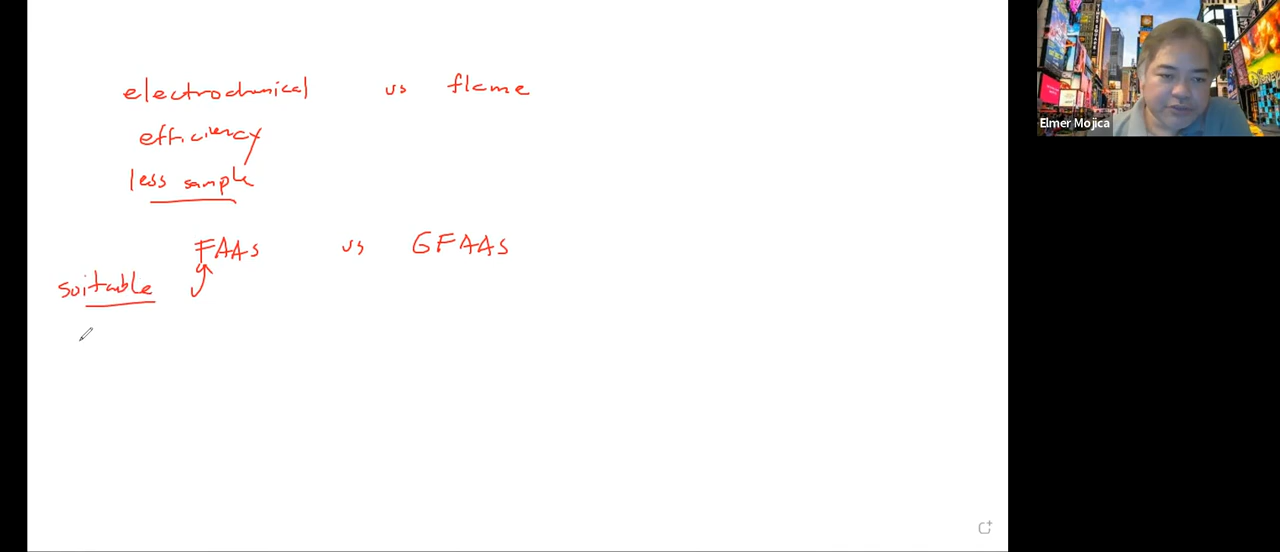 electrochemical vs flame
efficiency
less sample
FAAS vs GFAAS
suitable
Elmer Mojica